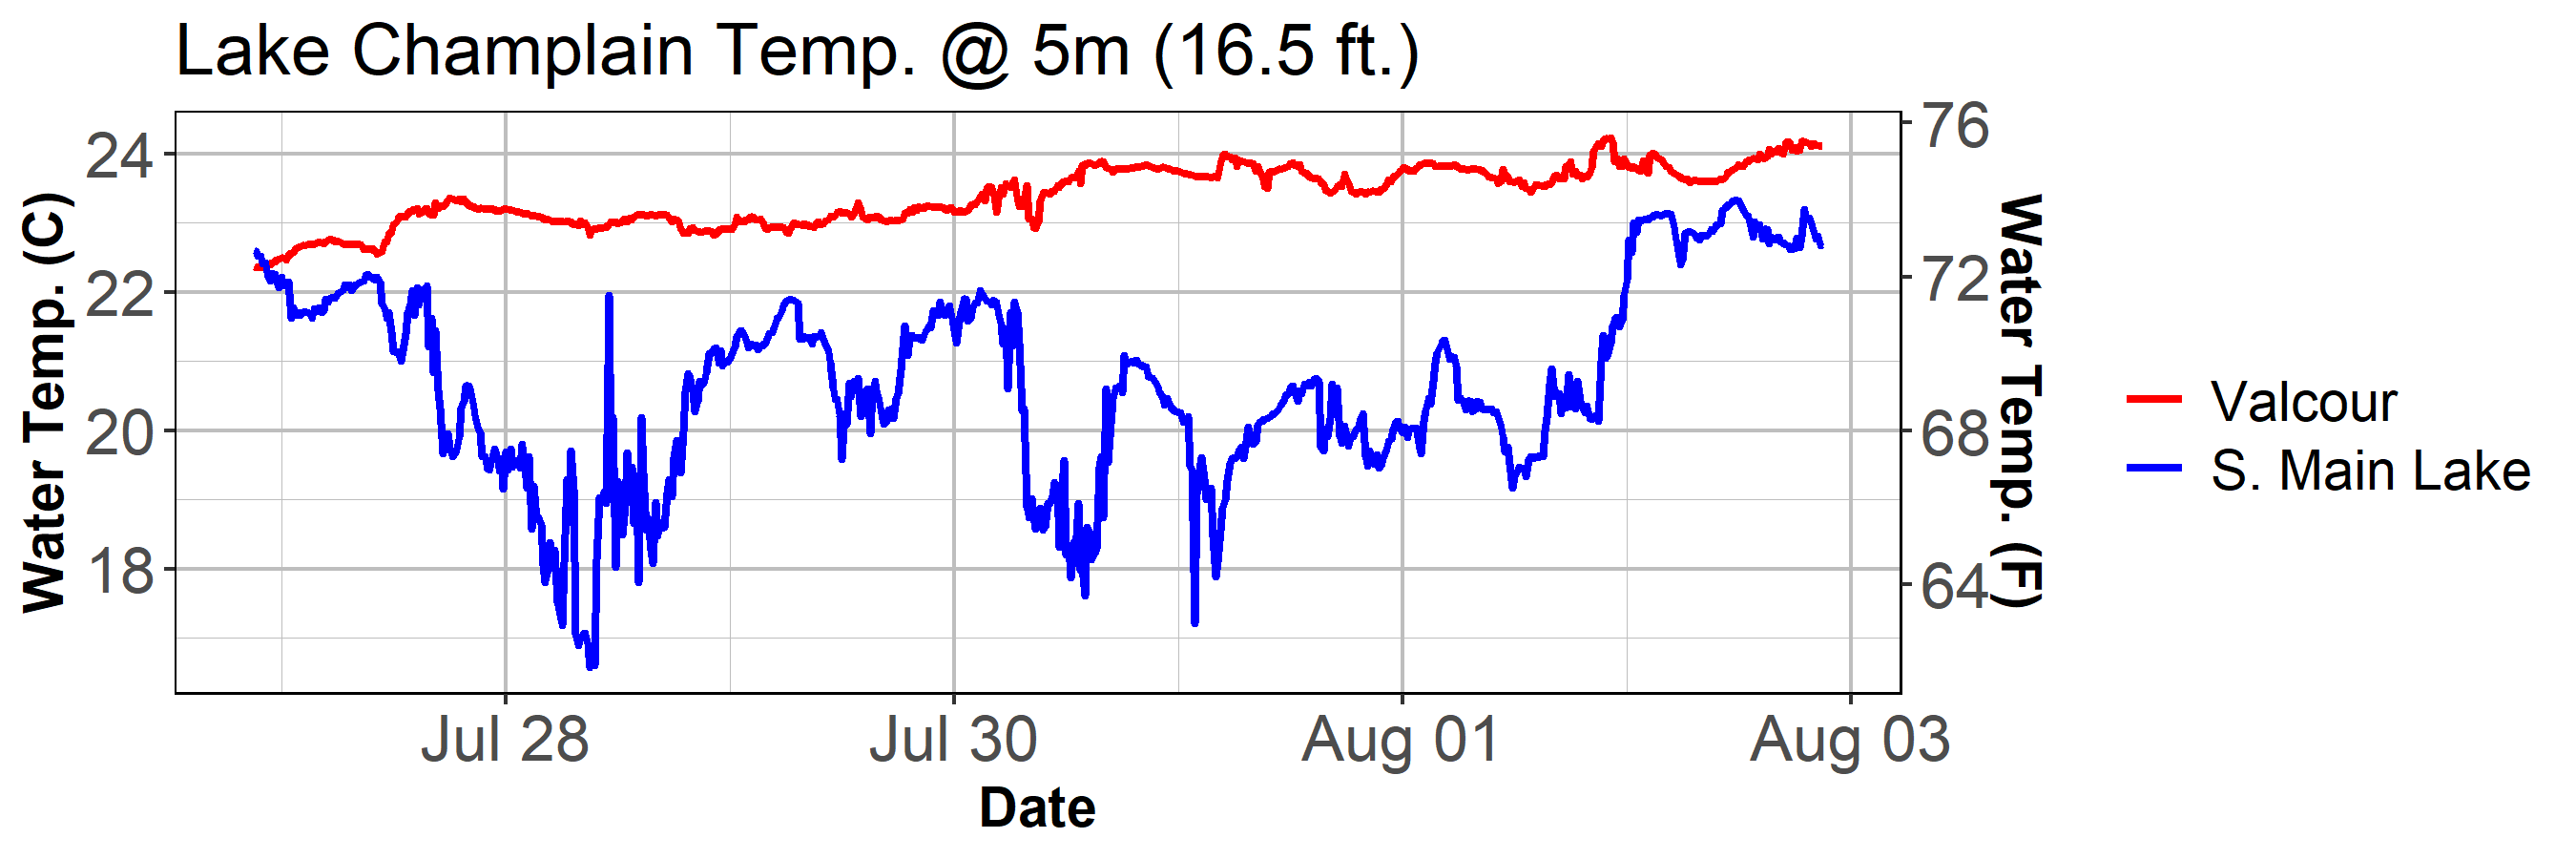 Lake Champlain Temp. @ 5m (16.5 ft.)
Water Temp. (C)
24
22
20
18
76
72
68
64
Water Temp. (F)
Jul 28
Jul 30
Aug 01
Aug 03
Date
Valcour
S. Main Lake